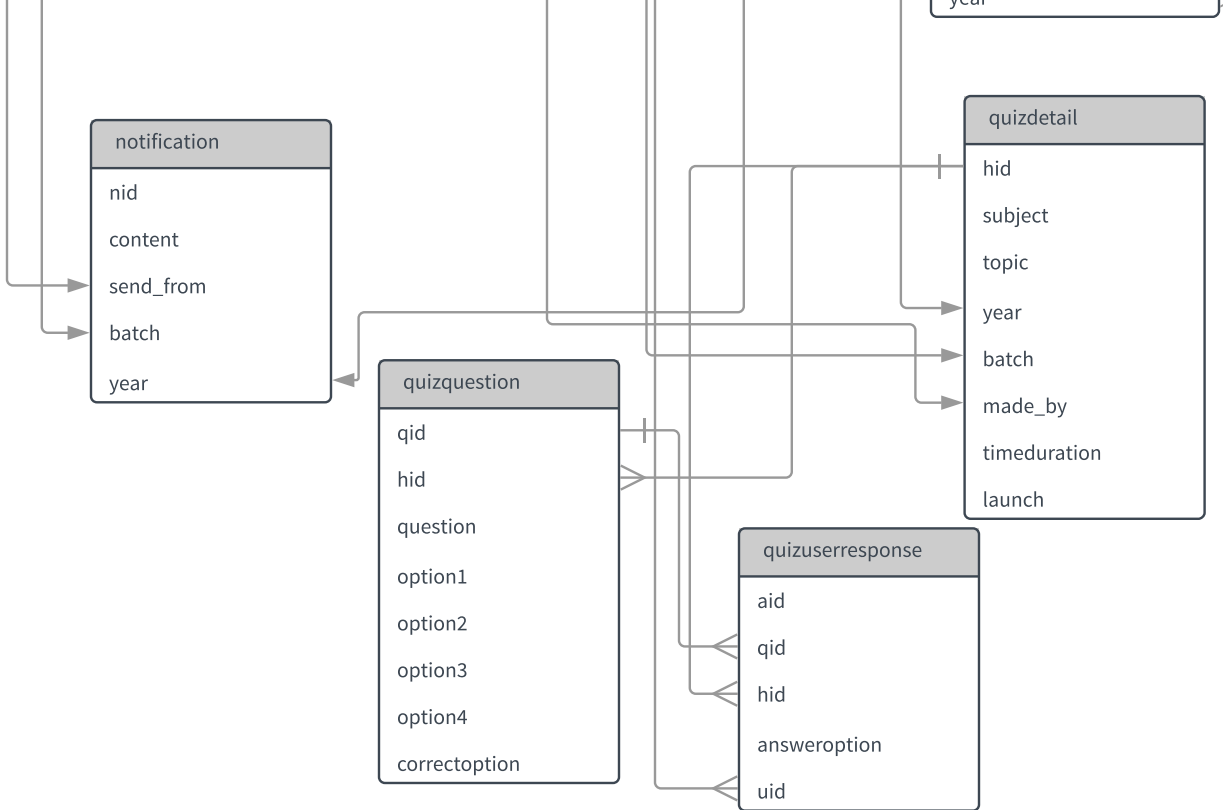 year
notification
nid
content
send_from
batch
year
quizquestion
qid
hid
question
option1
option2
option3
option4
correctoption
quizdetail
hid
subject
topic
year
batch
made_by
timeduration
launch
quizuserresponse
aid
qid
hid
answeroption
uid